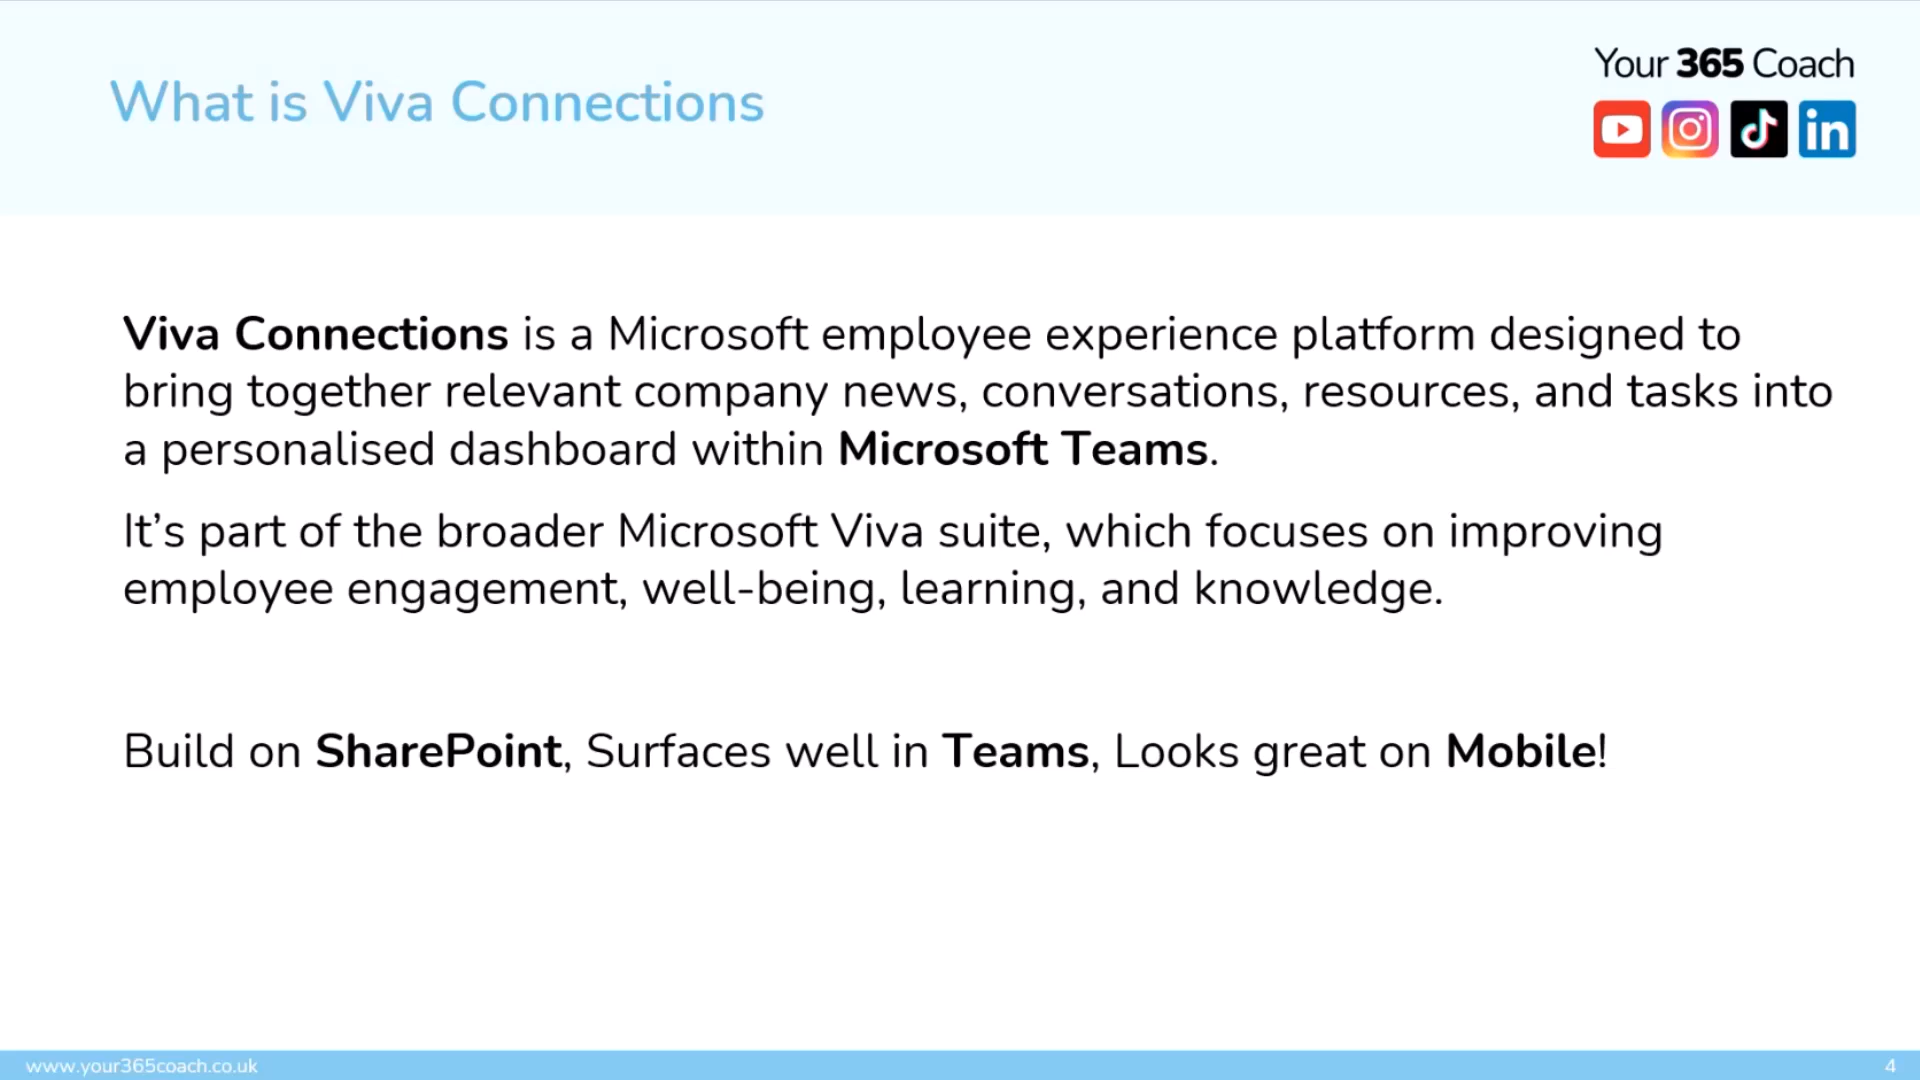 What is Viva Connections
Your 365 Coach
in
Viva Connections is a Microsoft employee experience platform designed to
bring together relevant company news, conversations, resources, and tasks into
a personalised dashboard within Microsoft Teams.
It’s part of the broader Microsoft Viva suite, which focuses on improving
employee engagement, well-being, learning, and knowledge.
Build on SharePoint, Surfaces well in Teams, Looks great on Mobile!
www.your365coach.co.uk
4